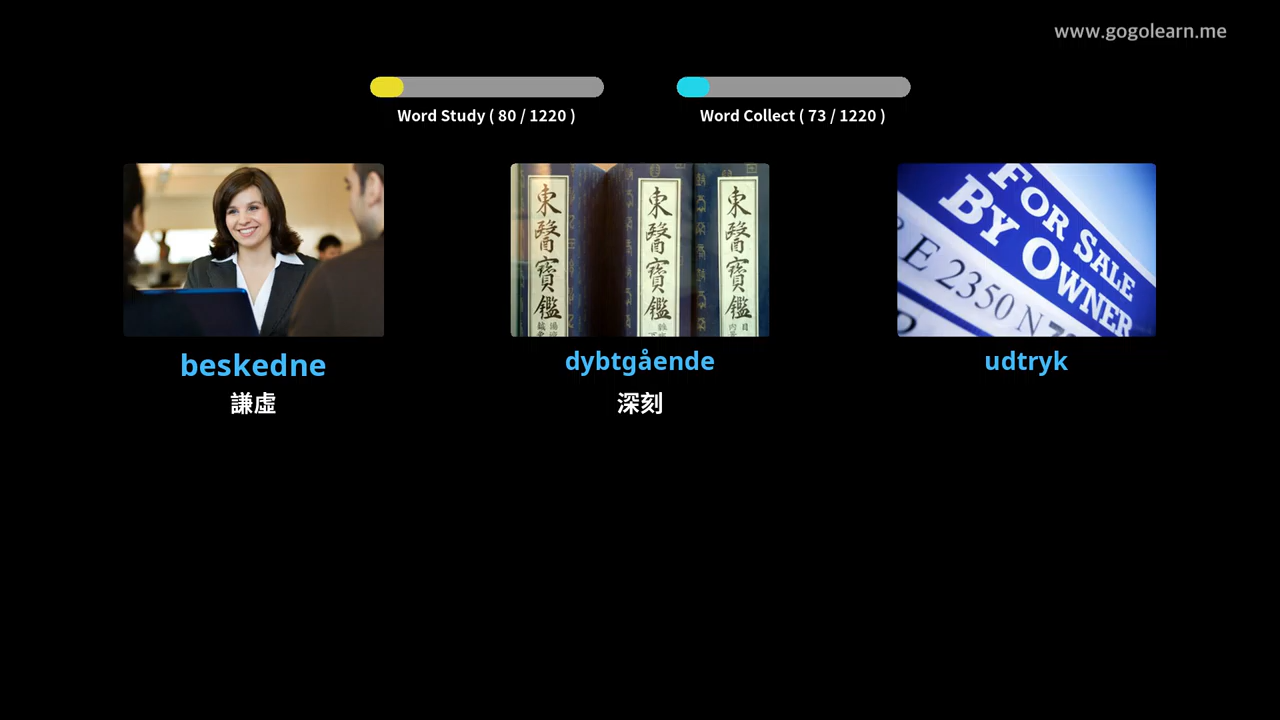 www.gogolearn.me
Word Study ( 80 / 1220 )
Word Collect ( 73 / 1220 )
東醫寶鑑
東醫寶鑑
東醫寶鑑
FOR SALE
BY OWNER
E 2350 N
beskedne
dybtgående
udtryk
謙虛
深刻